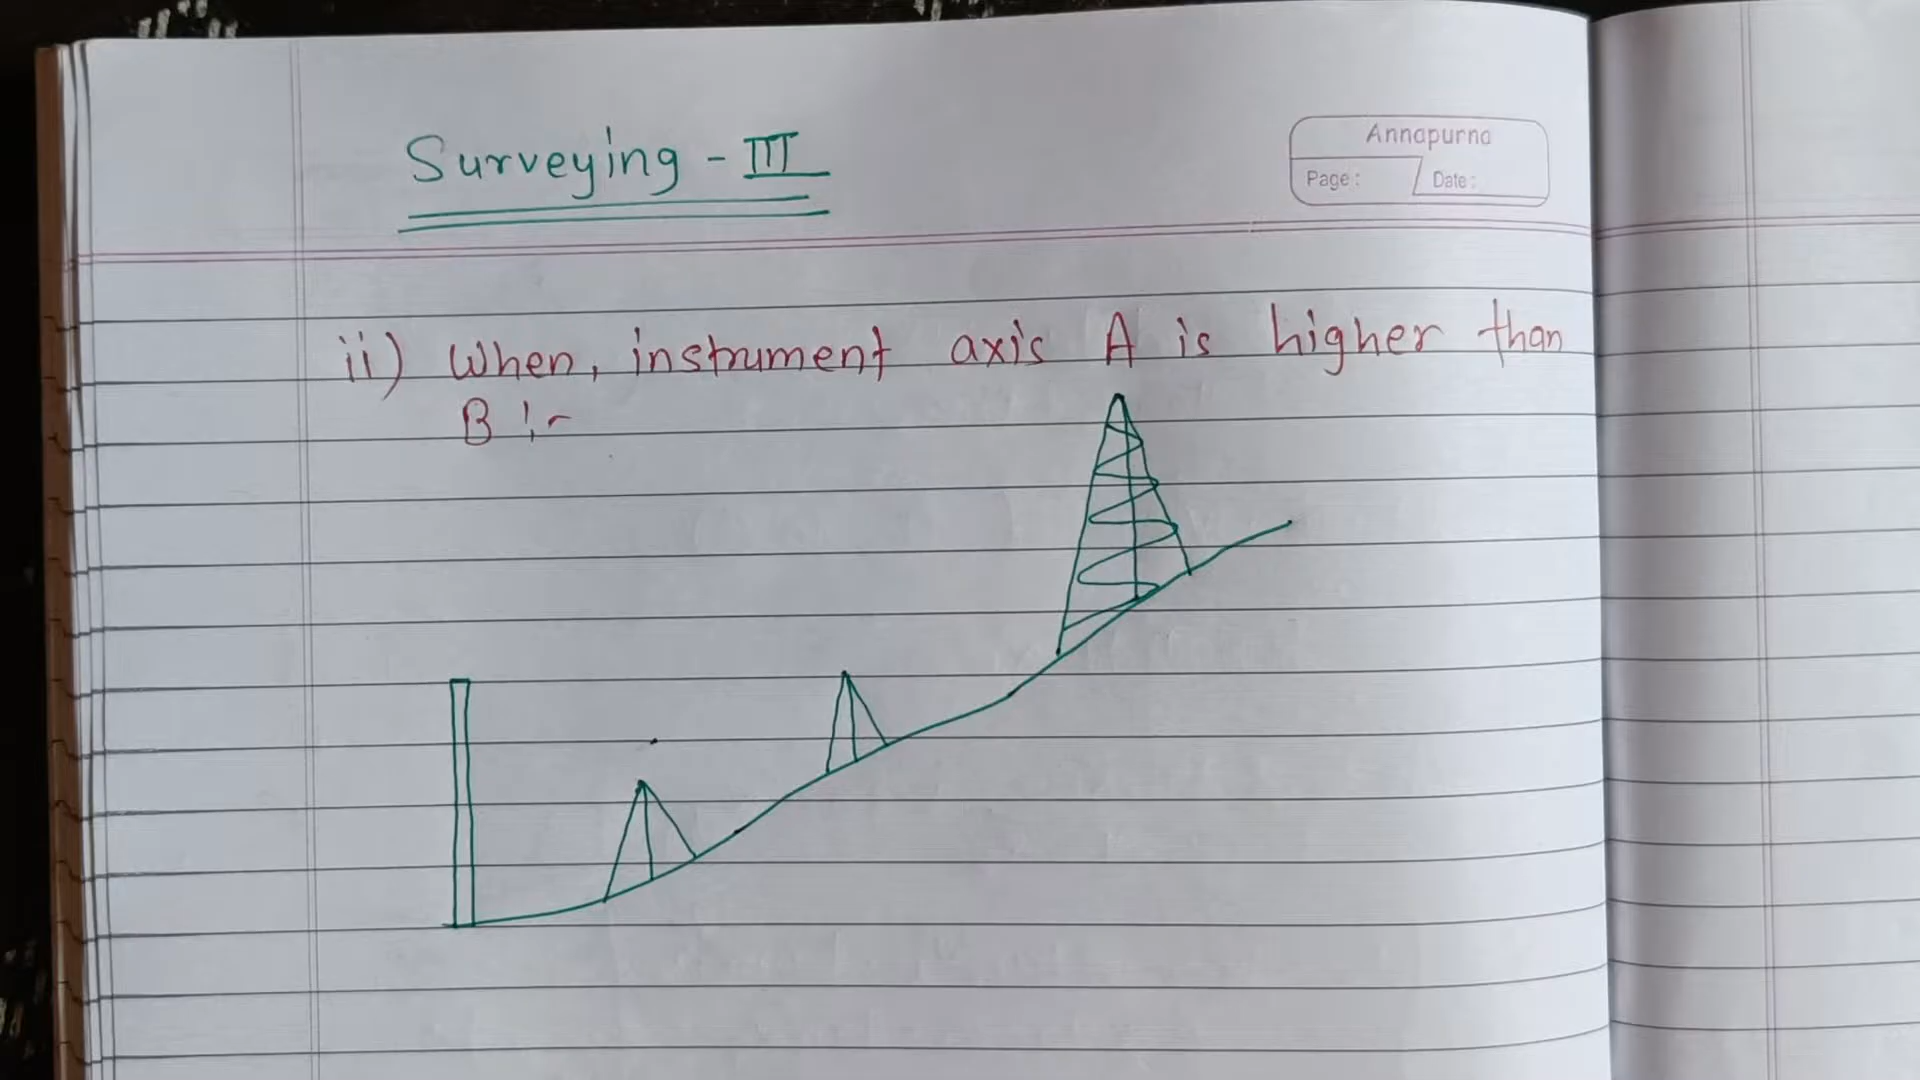 Surveying - III
Annapurna
Page :
Date :
ii) When, instrument axis A is higher than
B :-